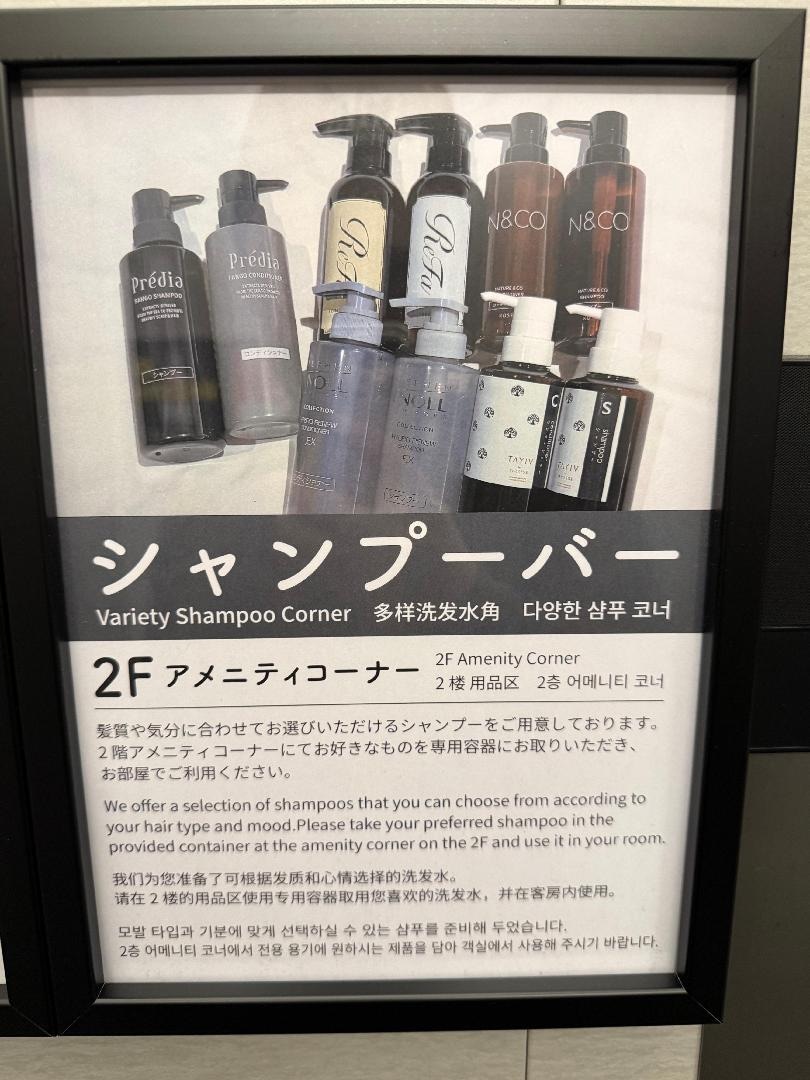 Prédia
FANGO SHAMPOO
シャンプー
Prédia
FANGO CONDITIONER
コンディショナー
N&CO
NATURE & CO
N&CO
NATURE & CO
SHAMPOO
COLLECTION
EX
COLLECTION
EX
C
TAYIV
S
shampoo
TAYIV
シャンプーバー
Variety Shampoo Corner 多样洗发水角 다양한 샴푸 코너
2F アメニティコーナー
2F Amenity Corner
2 楼 用品区 2층 어메니티 코너
髪質や気分に合わせてお選びいただけるシャンプーをご用意しております。
2 階アメニティコーナーにてお好きなものを専用容器にお取りいただき、
お部屋でご利用ください。
We offer a selection of shampoos that you can choose from according to
your hair type and mood.Please take your preferred shampoo in the
provided container at the amenity corner on the 2F and use it in your room.
我们为您准备了可根据发质和心情选择的洗发水。
请在 2 楼的用品区使用专用容器取用您喜欢的洗发水，并在客房内使用。
모발 타입과 기분에 맞게 선택하실 수 있는 샴푸를 준비해 두었습니다.
2층 어메니티 코너에서 전용 용기에 원하시는 제품을 담아 객실에서 사용해 주시기 바랍니다.